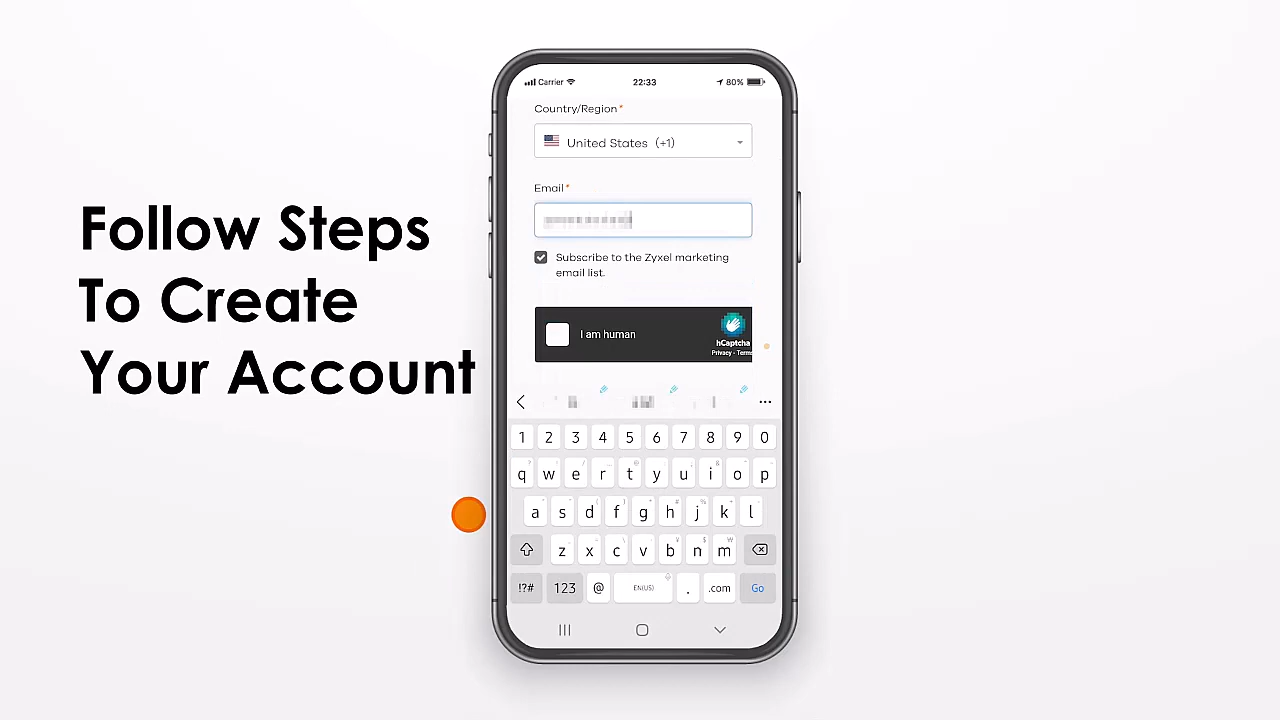 Follow Steps
To Create
Your Account
Carrier
22:33
80%
Country/Region*
United States (+1)
Email*
Subscribe to the Zyxel marketing
email list.
I am human
hCaptcha
Privacy - Terms
1 2 3 4 5 6 7 8 9 0
q w e r t y u i o p
a s d f g h j k l
z x c v b n m
!?# 123 @ EN(US) . .com Go